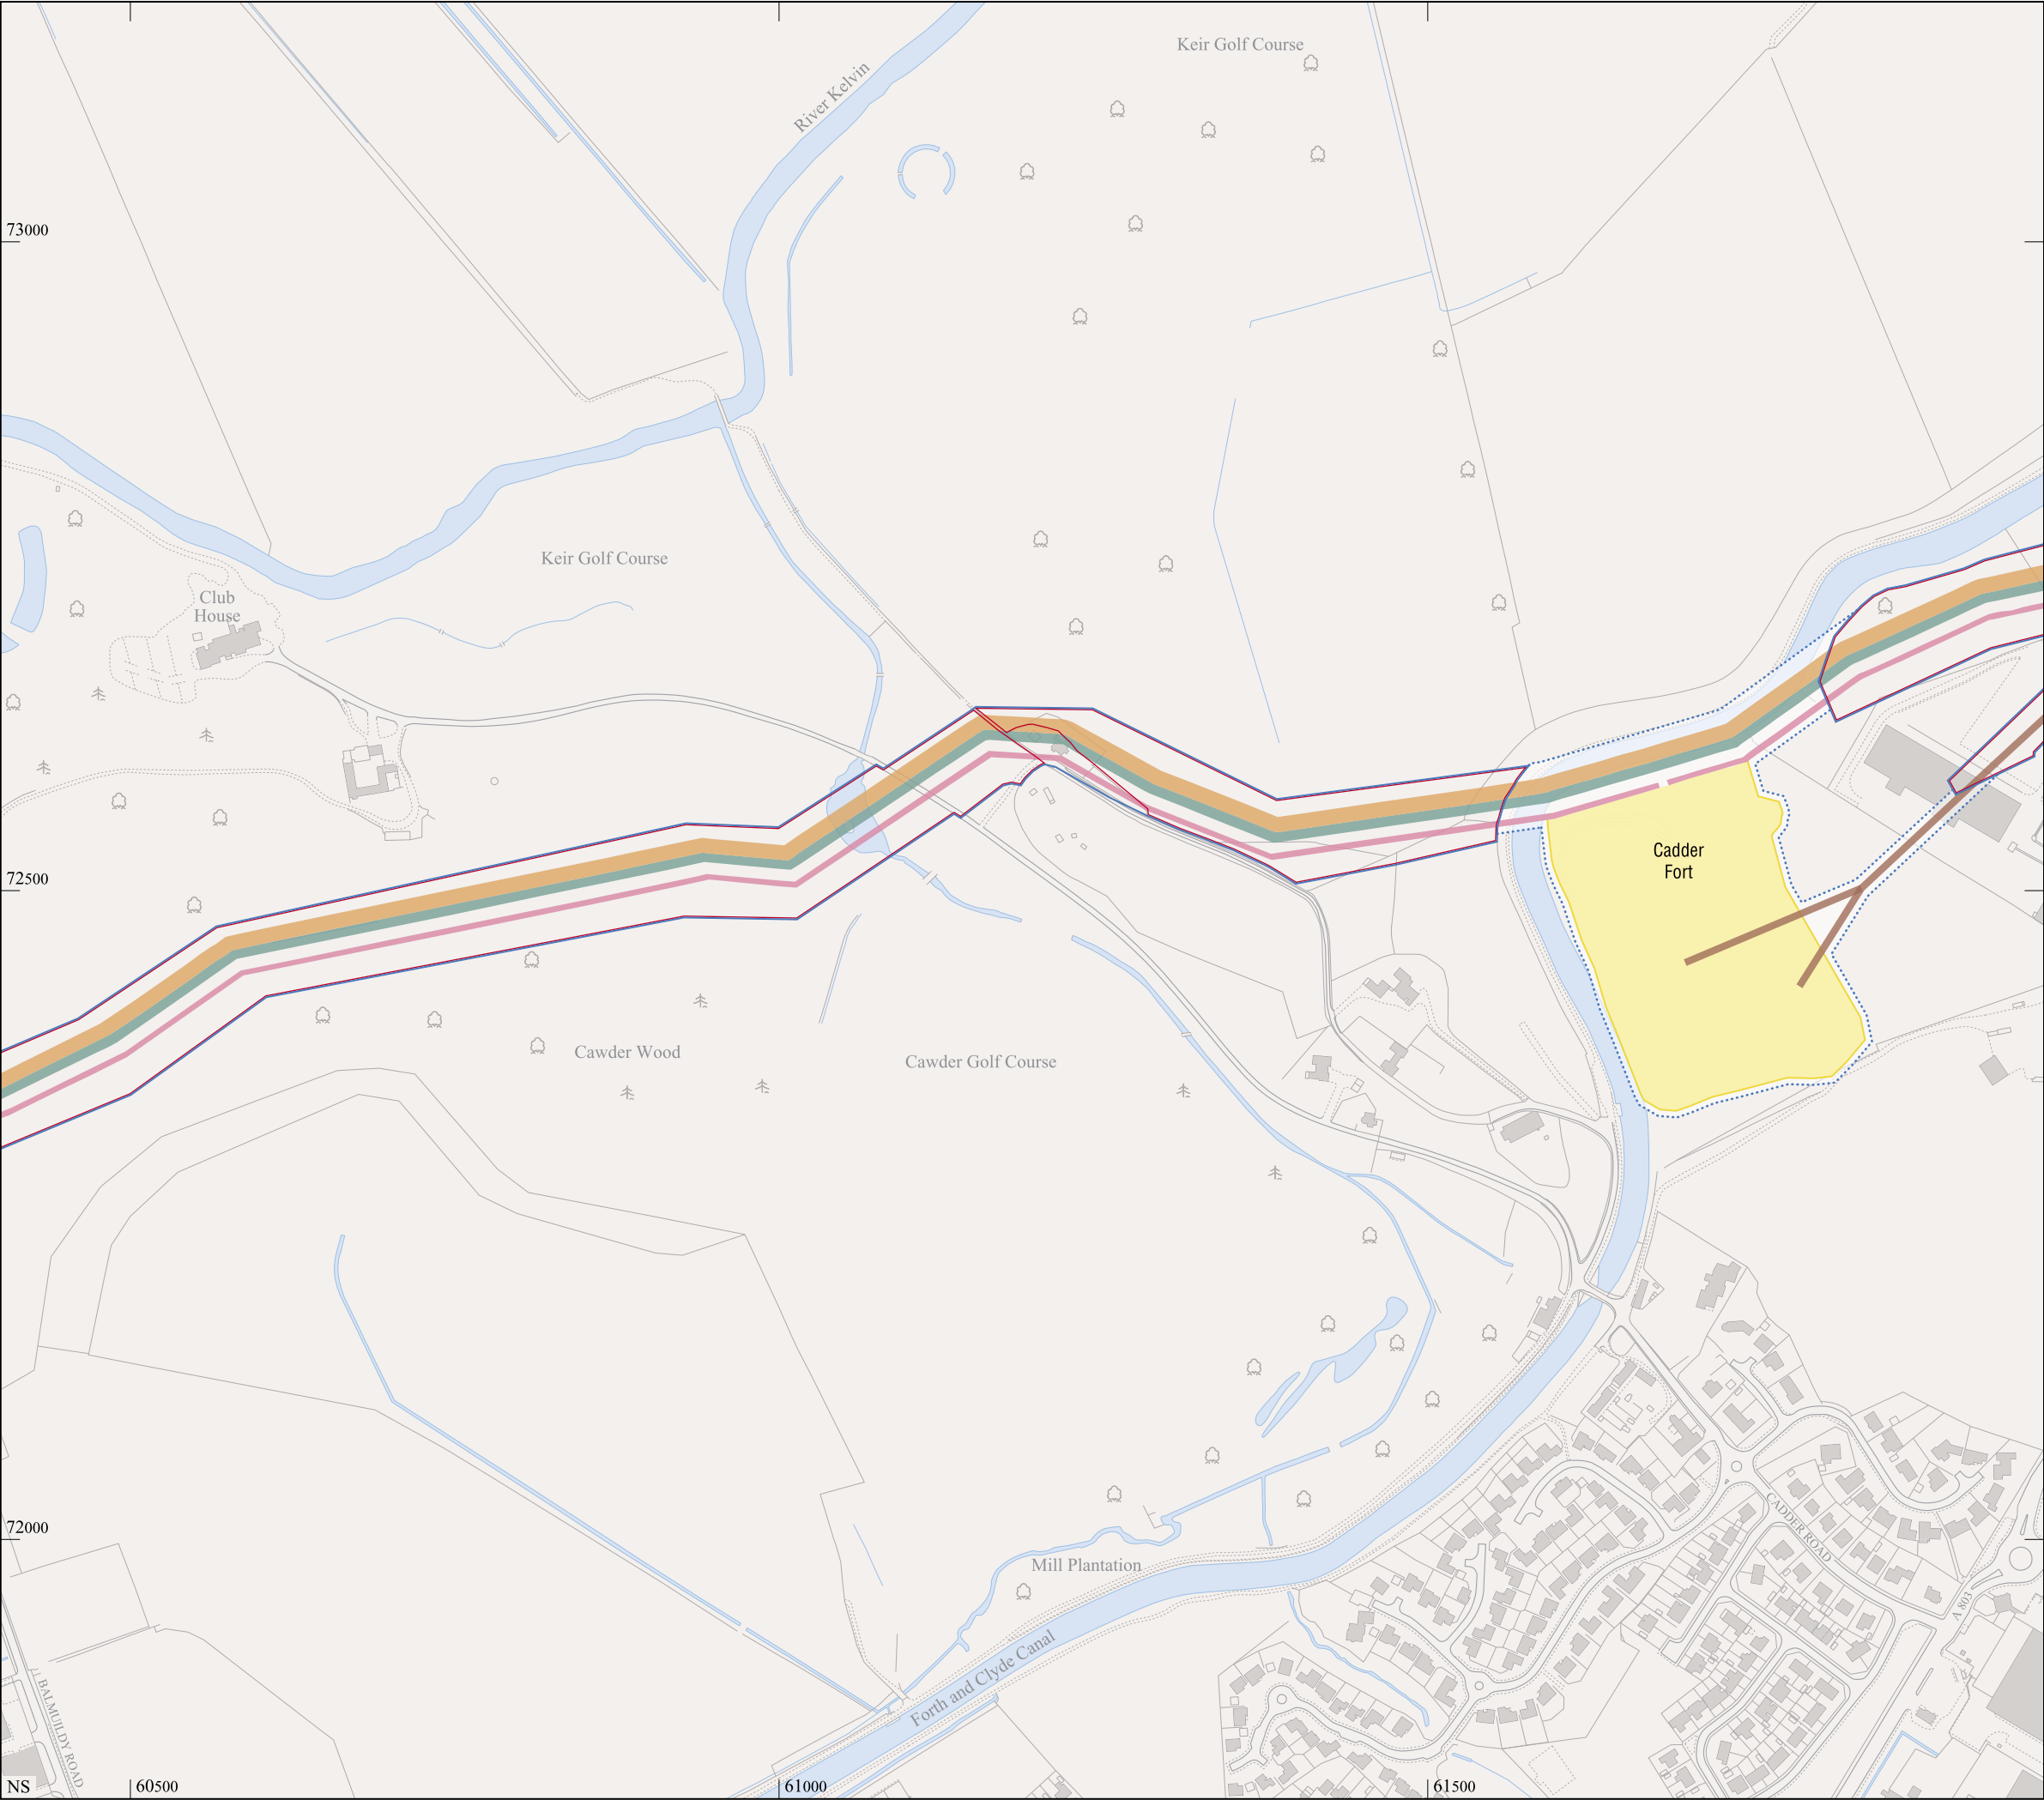 Keir Golf Course
River Kelvin
73000
Keir Golf Course
Club
House
Cadder
Fort
72500
Cawder Wood
Cawder Golf Course
CADDER ROAD
72000
Mill Plantation
A 803
Forth and Clyde Canal
BALMUILDY ROAD
NS
60500
61000
61500